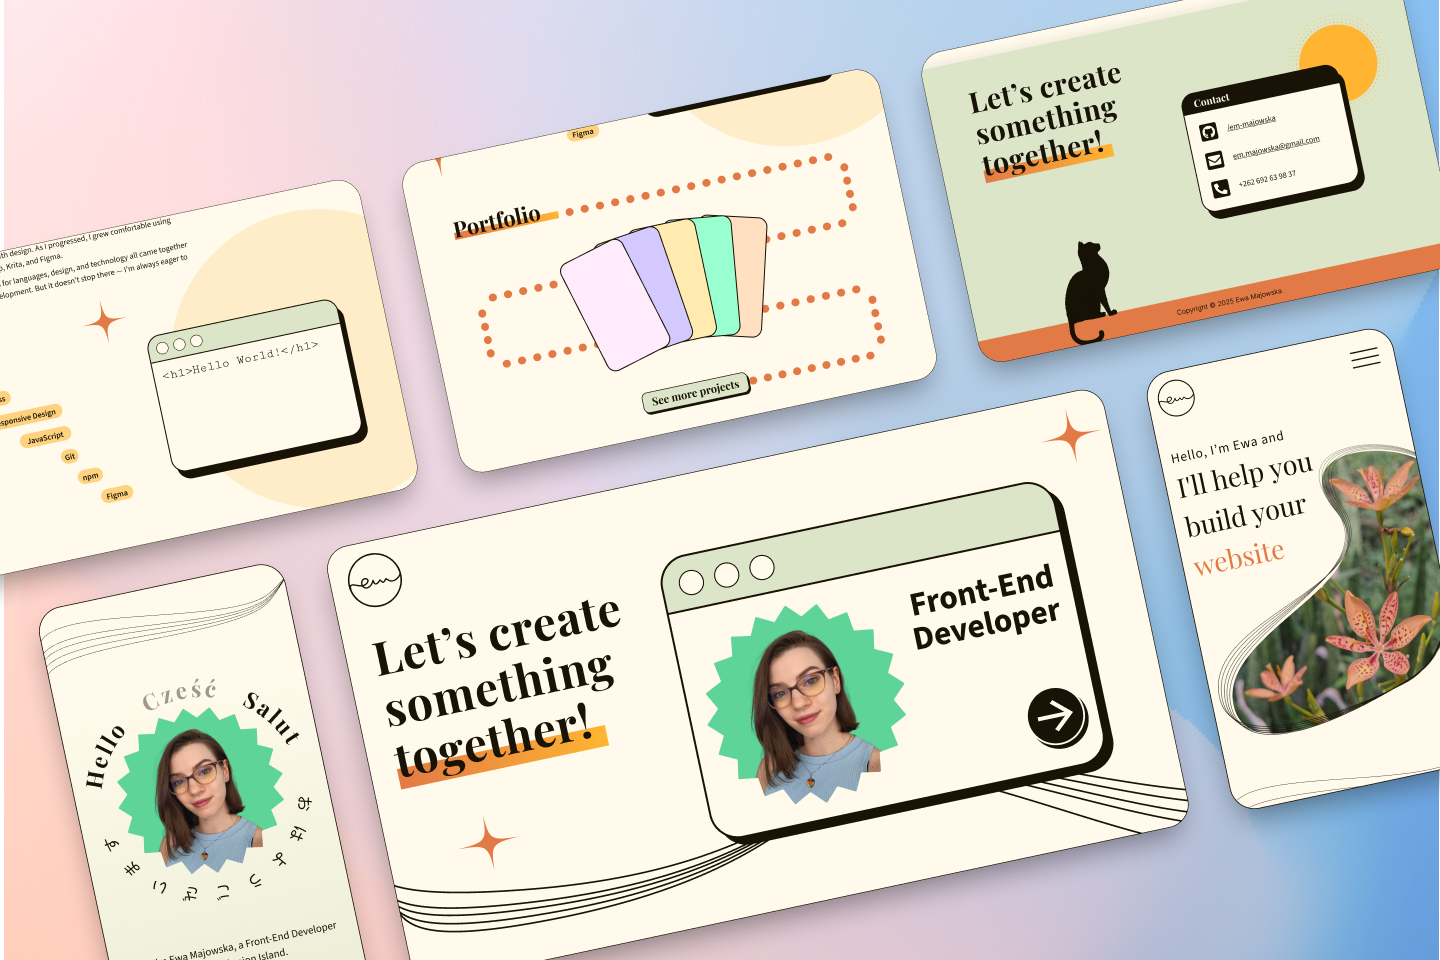 design. As I progressed, I grew comfortable using
, Krita, and Figma.
for languages, design, and technology all came together
But it doesn't stop there – I'm always eager to
<h1>Hello World!</h1>
JavaScript
Git
npm
Figma
Figma
Portfolio
See more projects
Let's create
something
together!
Contact
/em-majowska
em.majowska@gmail.com
+262 692 63 98 37
Copyright © 2025 Ewa Majowska
Cześć
Hello
Salut
Ewa Majowska, a Front-End Developer
Island.
em
Let's create
something
together!
Front-End
Developer
em
Hello, I'm Ewa and
I'll help you
build your
website